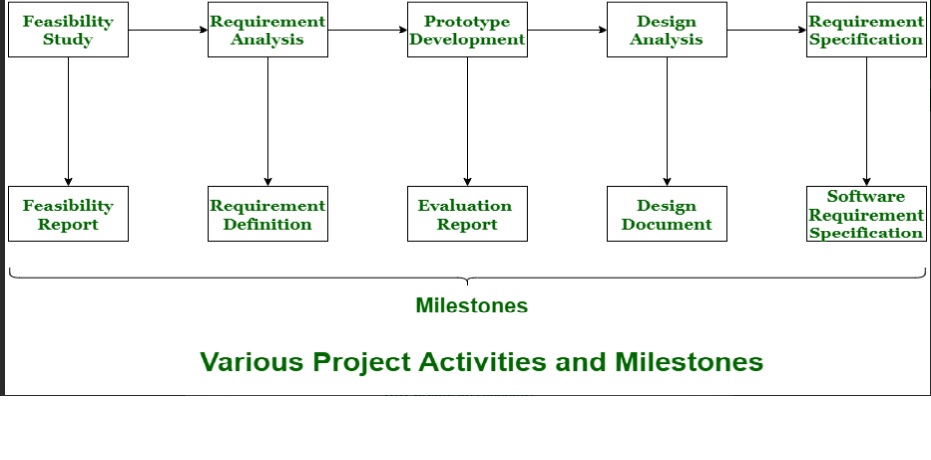 Feasibility
Study
Requirement
Analysis
Prototype
Development
Design
Analysis
Requirement
Specification
Feasibility
Report
Requirement
Definition
Evaluation
Report
Design
Document
Software
Requirement
Specification
Milestones
Various Project Activities and Milestones